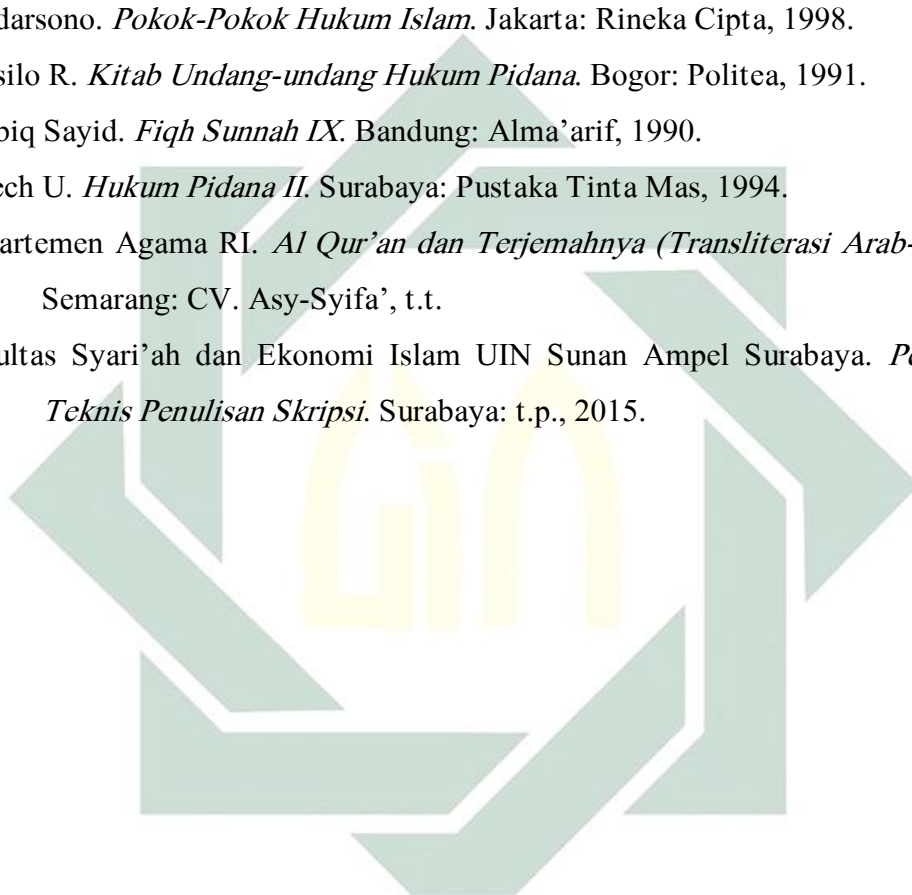 darsono. Pokok-Pokok Hukum Islam. Jakarta: Rineka Cipta, 1998.
silo R. Kitab Undang-undang Hukum Pidana. Bogor: Politea, 1991.
biq Sayid. Fiqh Sunnah IX. Bandung: Alma’arif, 1990.
ech U. Hukum Pidana II. Surabaya: Pustaka Tinta Mas, 1994.
artemen Agama RI. Al Qur’an dan Terjemahnya (Transliterasi Arab-
Semarang: CV. Asy-Syifa’, t.t.
ultas Syari’ah dan Ekonomi Islam UIN Sunan Ampel Surabaya. Pe
Teknis Penulisan Skripsi. Surabaya: t.p., 2015.